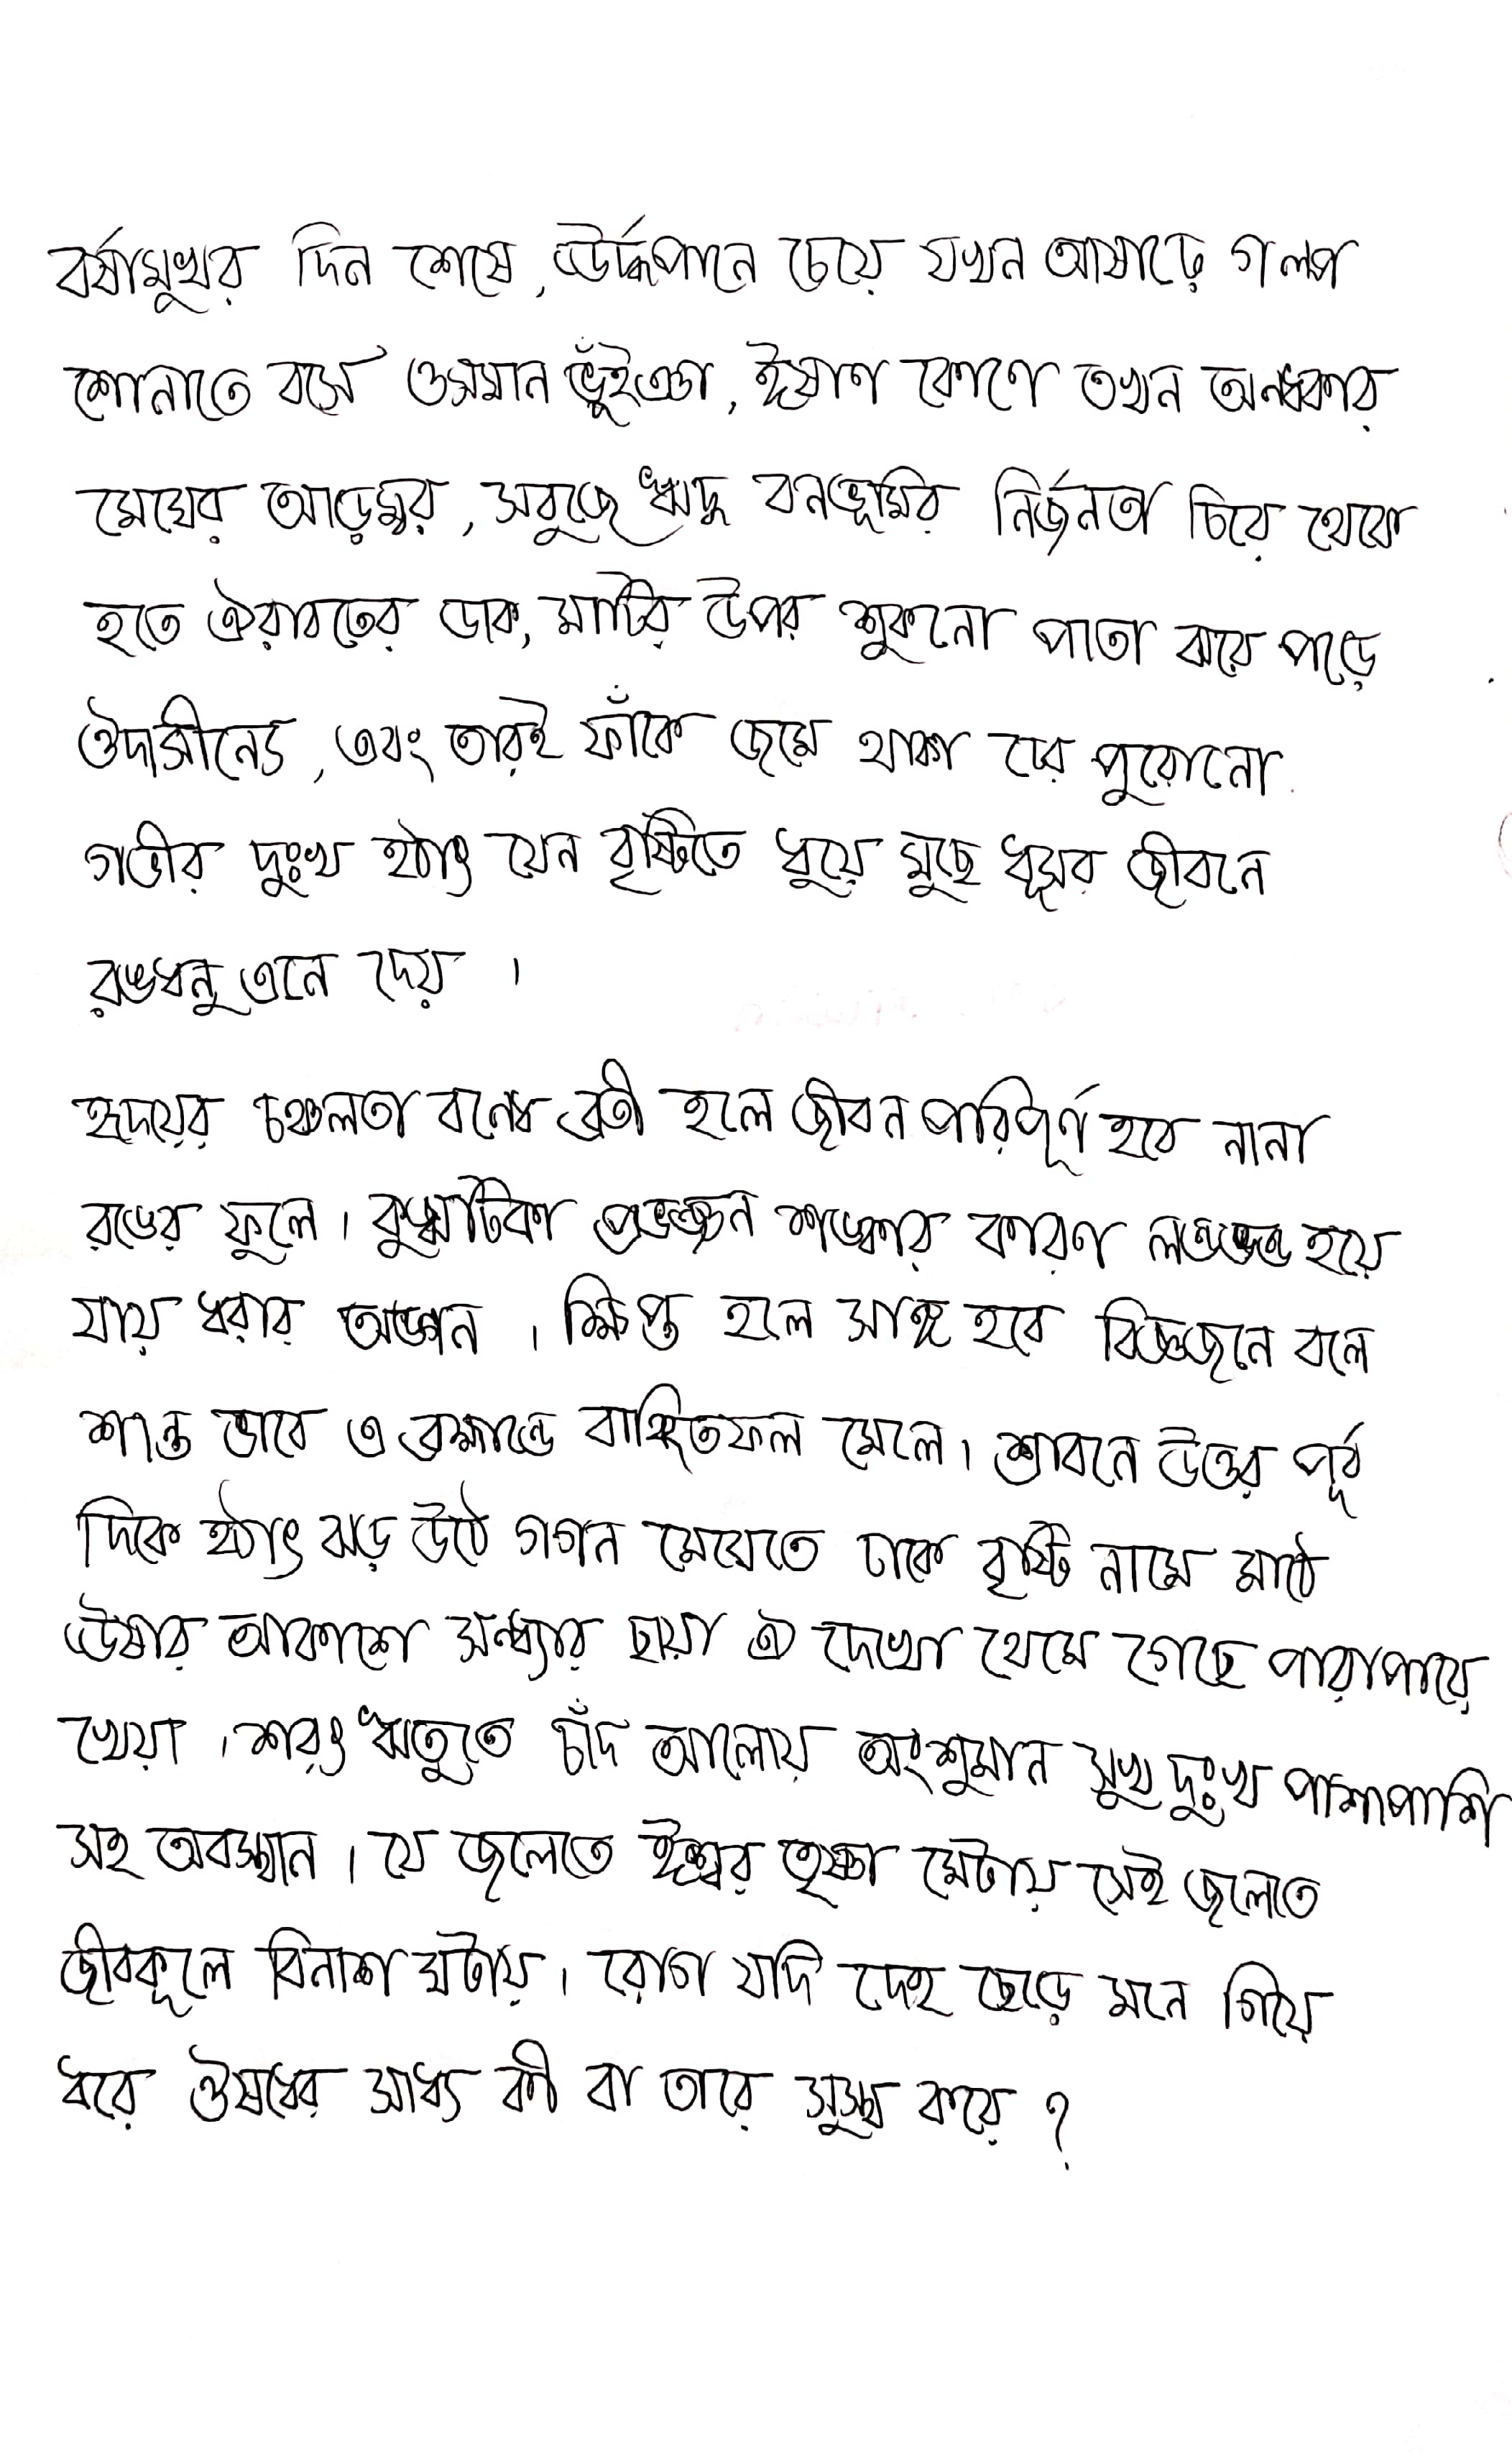 বর্ষামুখর দিন শেষে, ঊর্দ্ধপানে চেয়ে যখন আষাঢ়ে গল্প
শোনাতে বসে ওসমান ভুঁইঞা, ঈষাণ কোণে তখন অন্ধকার
মেঘের আড়ম্বর, সবুজে ঋদ্ধ বনভূমির নির্জনতা চিরে থেকে
হতে ঐরাবতের ডাক, মাটির উপর শুকনো পাতা ঝরে পড়ে
ঔদাসীন্যে, এবং তারই ফাঁকে জমে থাকা ঢের পুরোনো
গভীর দুঃখ হঠাৎ যেন বৃষ্টিতে ধুয়ে মুছে ধূসর জীবনে
রঙধনু এনে দেয় ।
হৃদয়ের চঞ্চলতা বন্ধে ব্রতী হলে জীবন পরিপূর্ণ হবে নানা
রঙের ফুলে। কুজ্ঝটিকা প্রভঞ্জন শঙ্কার কারণ লণ্ডভণ্ড হয়ে
যায় ধরার অঙ্গন । ক্ষিপ্ত হলে সাঙ্গ হবে বিজ্ঞজনে বলে
শান্ত ভাবে এ ব্রহ্মান্ডে বাঞ্ছিতফল মেলে। শ্রাবনে উত্তর পূর্ব
দিকে হঠাৎ ঝড় উঠে গগন মেঘেতে ঢাকে বৃষ্টি নামে মাঠে
ঊষার আকাশে সন্ধ্যার ছায়া ঐ দেখো থেমে গেছে পারাপারে
খেয়া । শরৎ ঋতুতে চাঁদ আলোয় অংশুমান সুখ দুঃখ পাশাপাশি
সহ অবস্থান । যে জলেতে ঈশ্বর তৃষ্ণা মেটায় সেই জলেতে
জীবকূলে বিনাশ ঘটায়। রোগ যদি দেহ ছেড়ে মনে গিয়ে
ধরে ঔষধের সাধ্য কী বা তারে সুস্থ করে ?